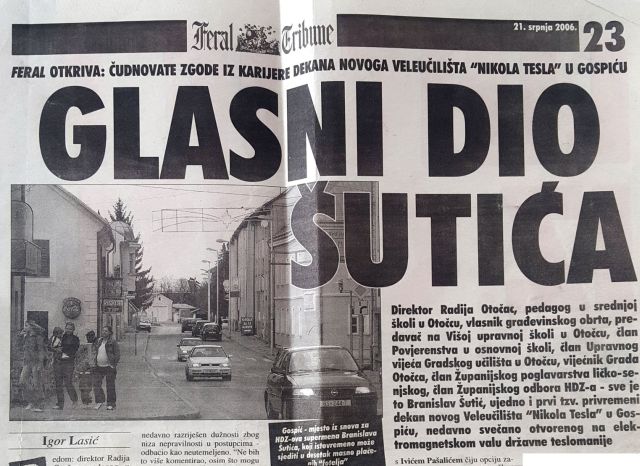 Feral Tribune
21. srpnja 2006. 23
FERAL OTKRIVA: ČUDNOVATE ZGODE IZ KARIJERE DEKANA NOVOGA VELEUČILIŠTA “NIKOLA TESLA” U GOSPIĆU
GLASNI DIO
ŠUTIĆA
Direktor Radija Otočac, pedagog u srednjoj
školi u Otočcu, vlasnik građevinskog obrta, pre-
davač na Višoj upravnoj školi u Otočcu, član
Povjerenstva u osnovnoj školi, član Upravnog
vijeća Gradskog učilišta u Otočcu, vijećnik Grada
Otočca, član Županijskog poglavarstva ličko-se-
njskog, član Županijskog odbora HDZ-a - sve je
to Branislav Šutić, ujedno i prvi tzv. privremeni
dekan novog Veleučilišta “Nikola Tesla” u Gos-
piću, nedavno svečano otvorenog na elek-
tromagnetskom valu državne teslomanije
Gospić - mjesto iz snova za
HDZ-ova supermena Branislava
Šutića, koji istovremeno može
sjediti u desetak masno plaće-
nih “fotelja”
Igor Lasić
edom: direktor Radija
nedavno razriješen dužnosti zbog
niza nepravilnosti u postupcima -
odbacio kao neutemeljeno. “Ne bih
to više komentirao, osim što mogu
s Ivićem Pašalićem čiju opciju za-